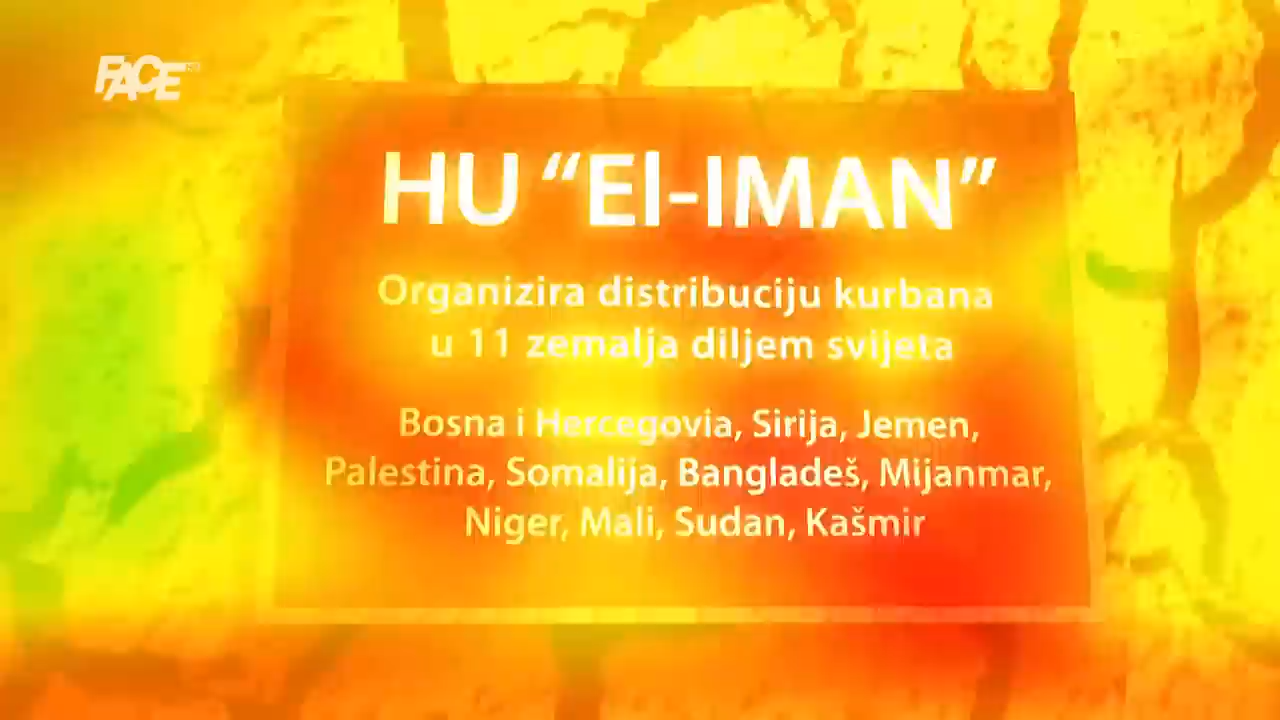 FACE HD
HU “El-IMAN”
Organizira distribuciju kurbana
u 11 zemalja diljem svijeta
Bosna i Hercegovia, Sirija, Jemen,
Palestina, Somalija, Bangladeš, Mijanmar,
Niger, Mali, Sudan, Kašmir